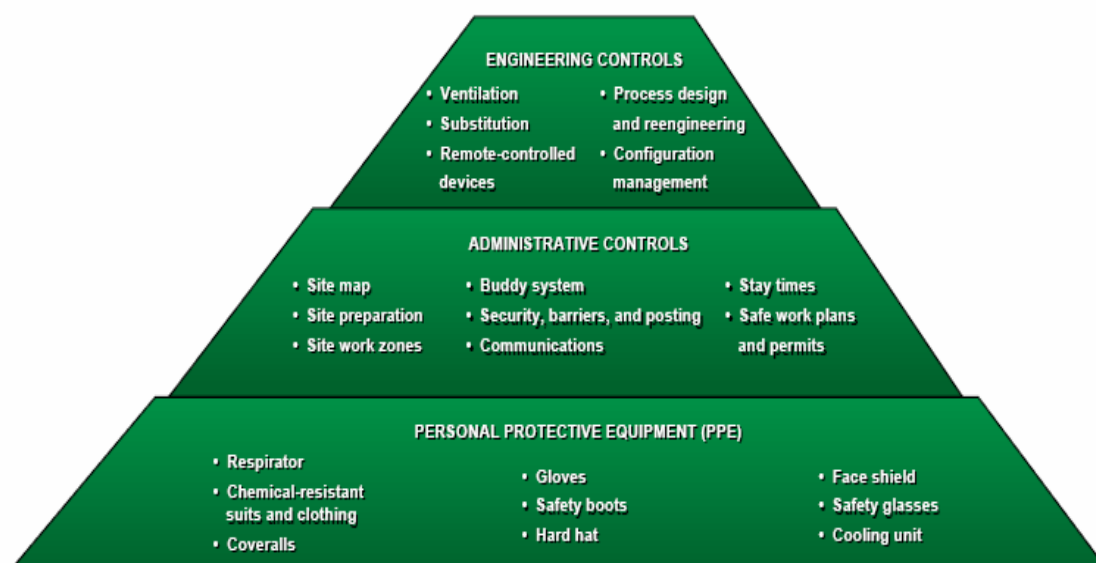 ENGINEERING CONTROLS
• Ventilation
• Substitution
• Remote-controlled
devices
• Process design
and reengineering
• Configuration
management
ADMINISTRATIVE CONTROLS
• Site map
• Site preparation
• Site work zones
• Buddy system
• Security, barriers, and posting
• Communications
• Stay times
• Safe work plans
and permits
PERSONAL PROTECTIVE EQUIPMENT (PPE)
• Respirator
• Chemical-resistant
suits and clothing
• Coveralls
• Gloves
• Safety boots
• Hard hat
• Face shield
• Safety glasses
• Cooling unit